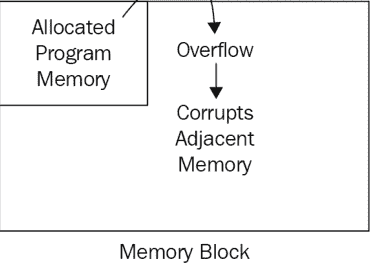 Allocated
Program
Memory
Overflow
Corrupts
Adjacent
Memory
Memory Block